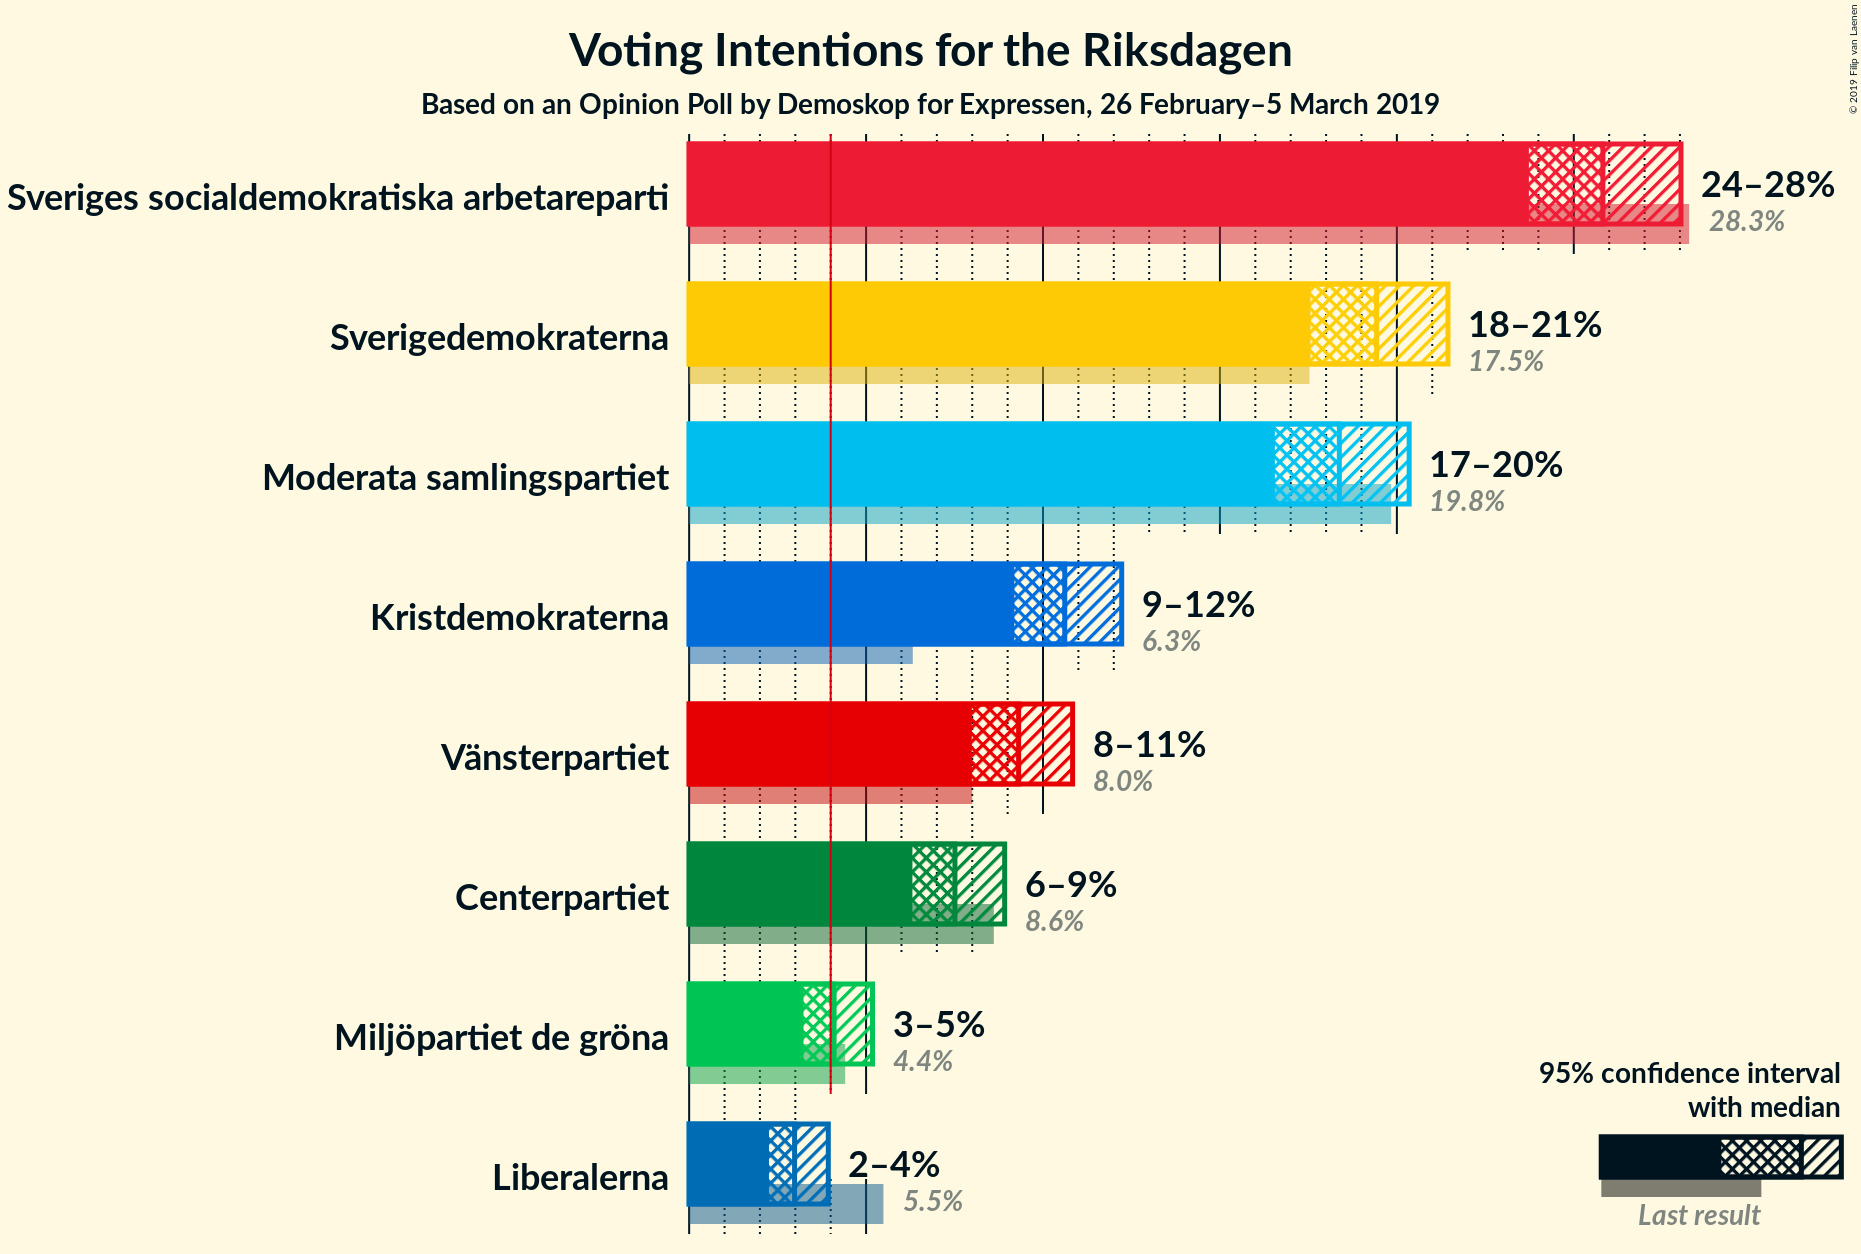 Voting Intentions for the Riksdagen
Based on an Opinion Poll by Demoskop for Expressen, 26 February–5 March 2019
© 2019 Filip van Laenen
Sveriges socialdemokratiska arbetareparti
24–28%
28.3%
Sverigedemokraterna
18–21%
17.5%
Moderata samlingspartiet
17–20%
19.8%
Kristdemokraterna
9–12%
6.3%
Vänsterpartiet
8–11%
8.0%
Centerpartiet
6–9%
8.6%
Miljöpartiet de gröna
3–5%
4.4%
Liberalerna
2–4%
5.5%
95% confidence interval
with median
Last result